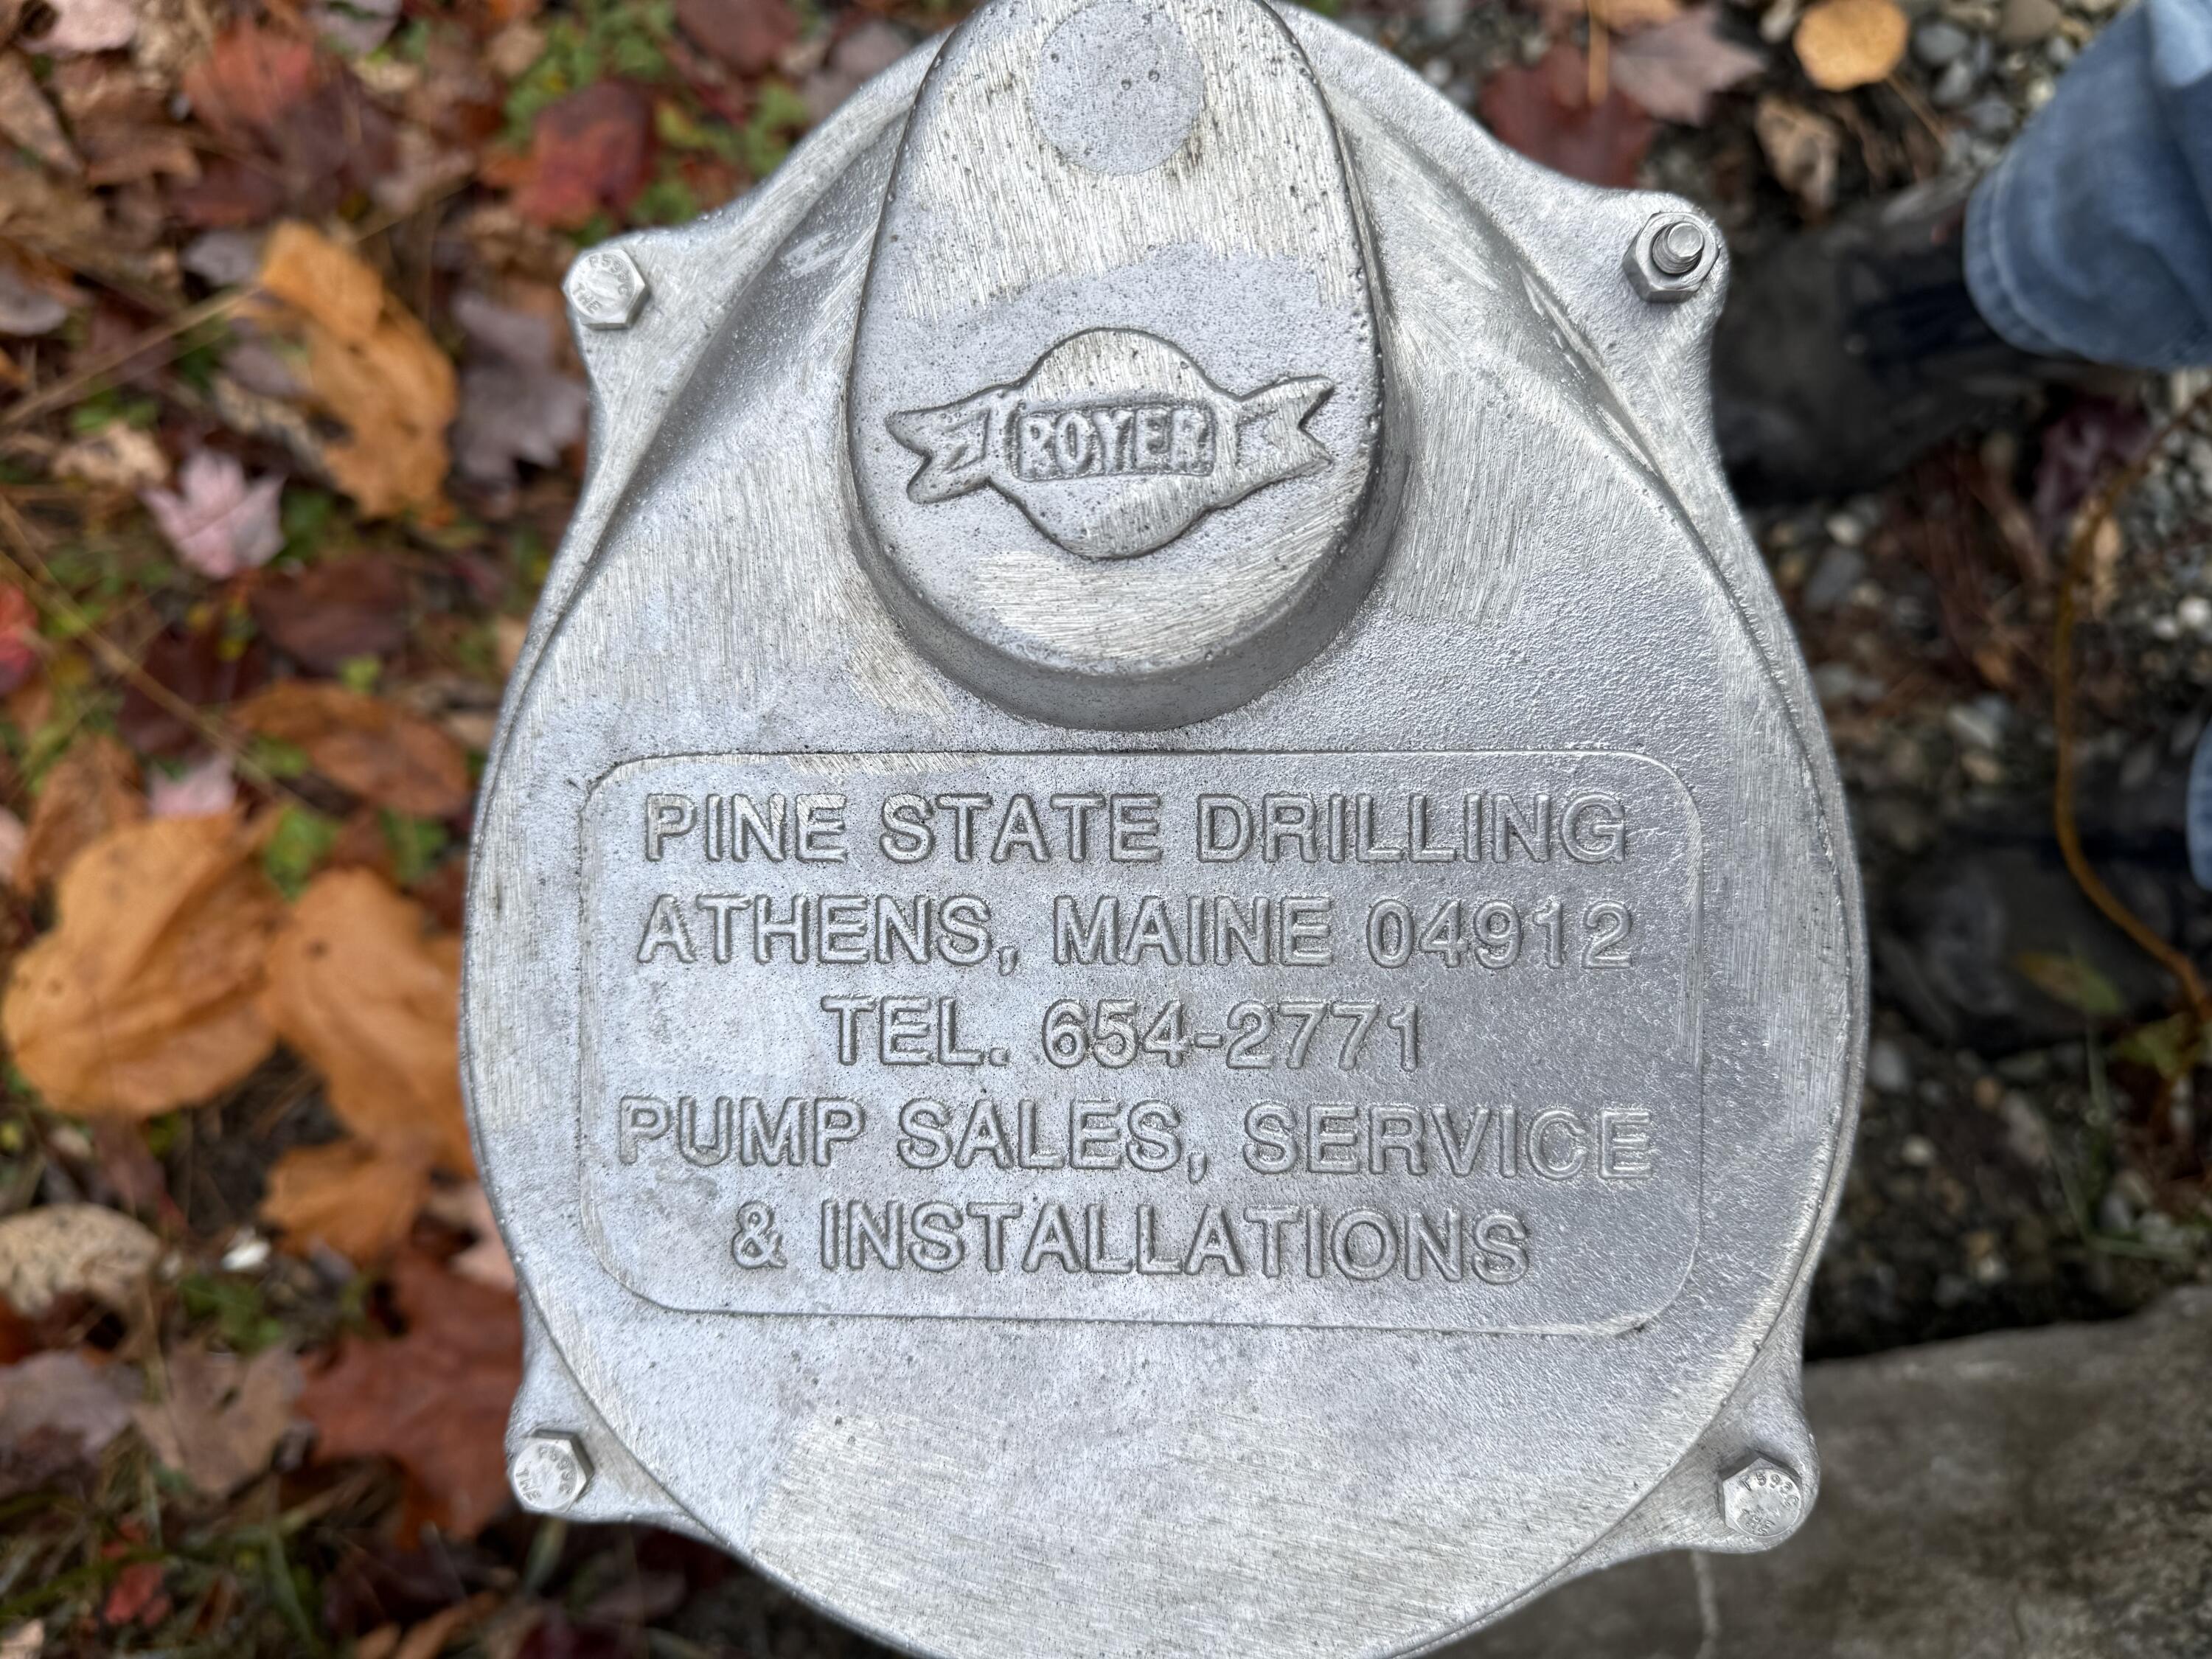 ROYER
PINE STATE DRILLING
ATHENS, MAINE 04912
TEL. 654-2771
PUMP SALES, SERVICE
& INSTALLATIONS